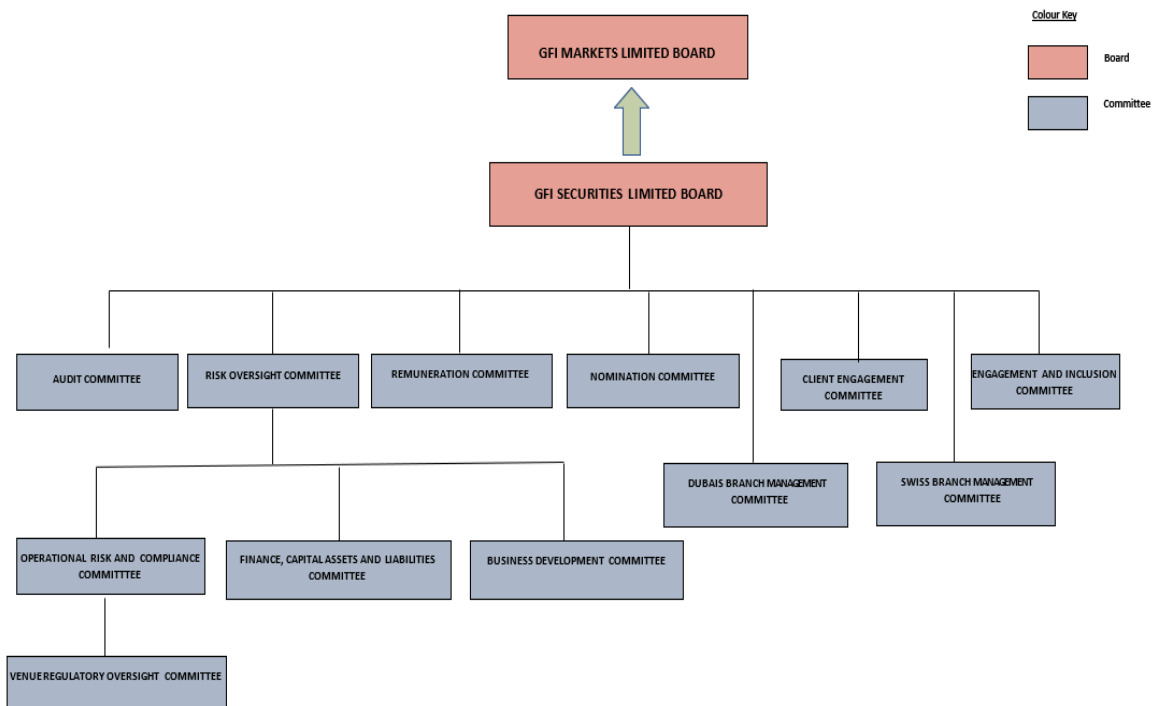 Colour Key
Board
Committee
GFI MARKETS LIMITED BOARD
GFI SECURITIES LIMITED BOARD
AUDIT COMMITTEE
RISK OVERSIGHT COMMITTEE
REMUNERATION COMMITTEE
NOMINATION COMMITTEE
CLIENT ENGAGEMENT
COMMITTEE
ENGAGEMENT AND INCLUSION
COMMITTEE
DUBAIS BRANCH MANAGEMENT
COMMITTEE
SWISS BRANCH MANAGEMENT
COMMITTEE
OPERATIONAL RISK AND COMPLIANCE
COMMITTTEE
FINANCE, CAPITAL ASSETS AND LIABILITIES
COMMITTEE
BUSINESS DEVELOPMENT COMMITTEE
VENUE REGULATORY OVERSIGHT COMMITTEE